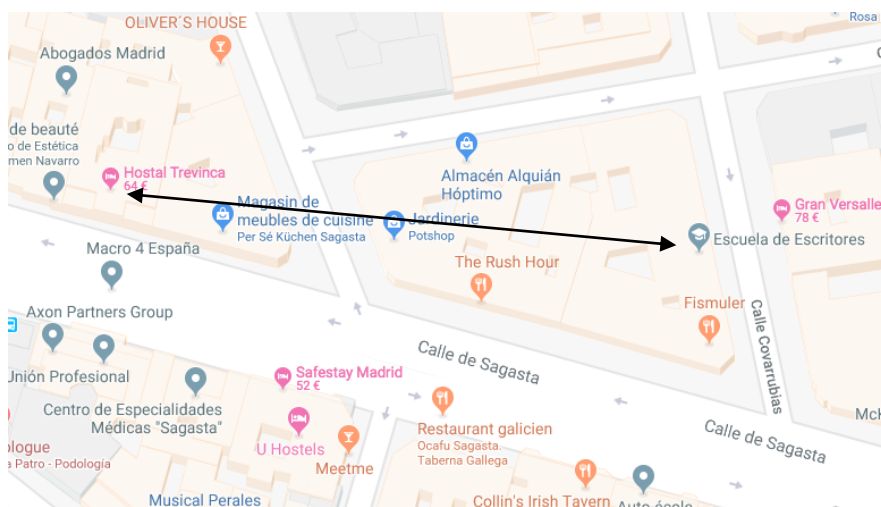 OLIVER'S HOUSE
Rosa
Abogados Madrid
de beauté
o de Estética
rmen Navarro
Hostal Trevinca
64 €
Almacén Alquián
Hóptimo
Magasin de
meubles de cuisine
Per Sé Küchen Sagasta
Jardinerie
Potshop
Gran Versalle
78 €
Escuela de Escritores
Macro 4 España
The Rush Hour
Fismuler
Axon Partners Group
Calle Covarrubias
Calle de Sagasta
Unión Profesional
Safestay Madrid
52 €
Centro de Especialidades
Médicas "Sagasta"
McK
Restaurant galicien
Ocafu Sagasta.
Taberna Gallega
Calle de Sagasta
ologue
a Patro - Podología
U Hostels
Meetme
Musical Perales
Collin's Irish Tavern
Auto-école